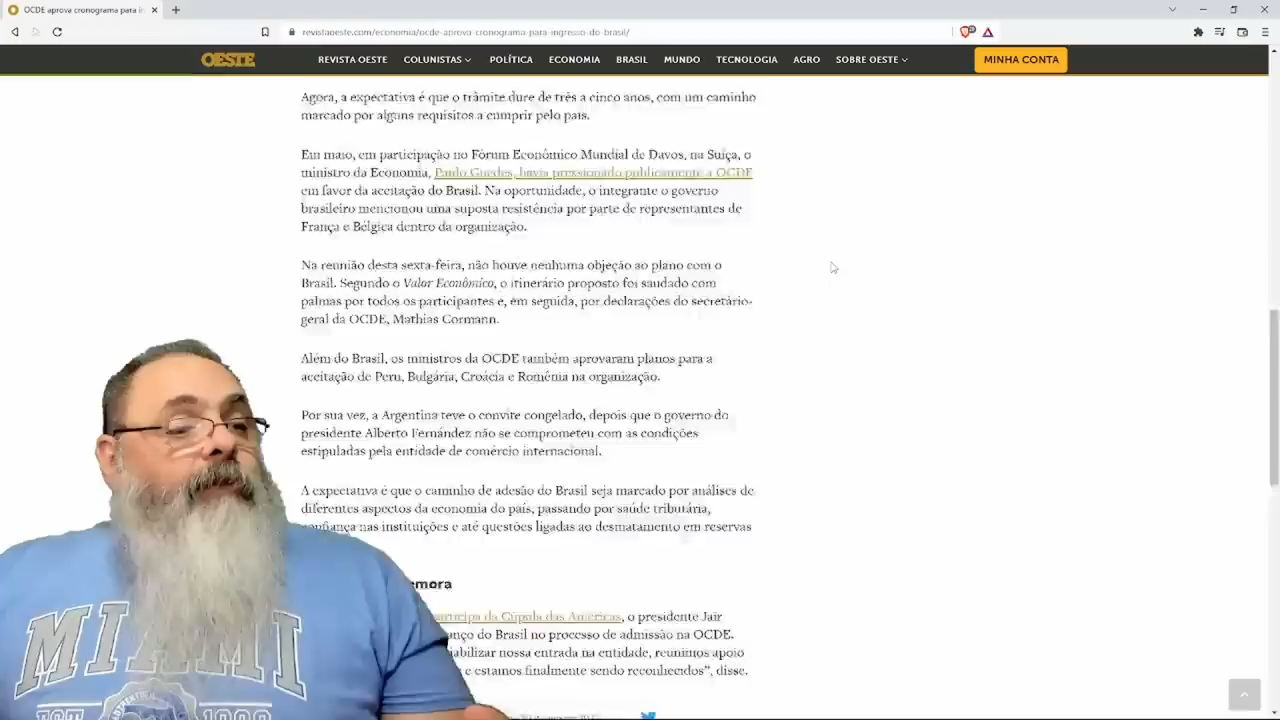 OCDE aprova cronograma para in
revistaoeste.com/economia/ocde-aprova-cronograma-para-ingresso-do-brasil/
OESTE
REVISTA OESTE
COLUNISTAS
POLÍTICA
ECONOMIA
BRASIL
MUNDO
TECNOLOGIA
AGRO
SOBRE OESTE
MINHA CONTA
Agora, a expectativa é que o trâmite dure de três a cinco anos, com um caminho
marcado por alguns requisitos a cumprir pelo país.
Em maio, em participação no Fórum Econômico Mundial de Davos, na Suíça, o
ministro da Economia, Paulo Guedes, havia pressionado publicamente a OCDE
em favor da aceitação do Brasil. Na oportunidade, o integrante o governo
brasileiro mencionou uma suposta resistência por parte de representantes de
França e Bélgica dentro da organização.
Na reunião desta sexta-feira, não houve nenhuma objeção ao plano com o
Brasil. Segundo o Valor Econômico, o itinerário proposto foi saudado com
palmas por todos os participantes e, em seguida, por declarações do secretário-
geral da OCDE, Mathias Cormann.
Além do Brasil, os ministros da OCDE também aprovaram planos para a
aceitação de Peru, Bulgária, Croácia e Romênia na organização.
Por sua vez, a Argentina teve o convite congelado, depois que o governo do
presidente Alberto Fernández não se comprometeu com as condições
estipuladas pela entidade de comércio internacional.
A expectativa é que o caminho de adesão do Brasil seja marcado por análises de
diferentes aspectos da economia do país, passando por saúde tributária,
confiança nas instituições e até questões ligadas ao desmatamento em reservas
emora
participa da Cúpula das Américas, o presidente Jair
anço do Brasil no processo de admissão na OCDE.
iabilizar nossa entrada na entidade, reunimos apoio
e estamos finalmente sendo reconhecidos”, disse.
MIAMI